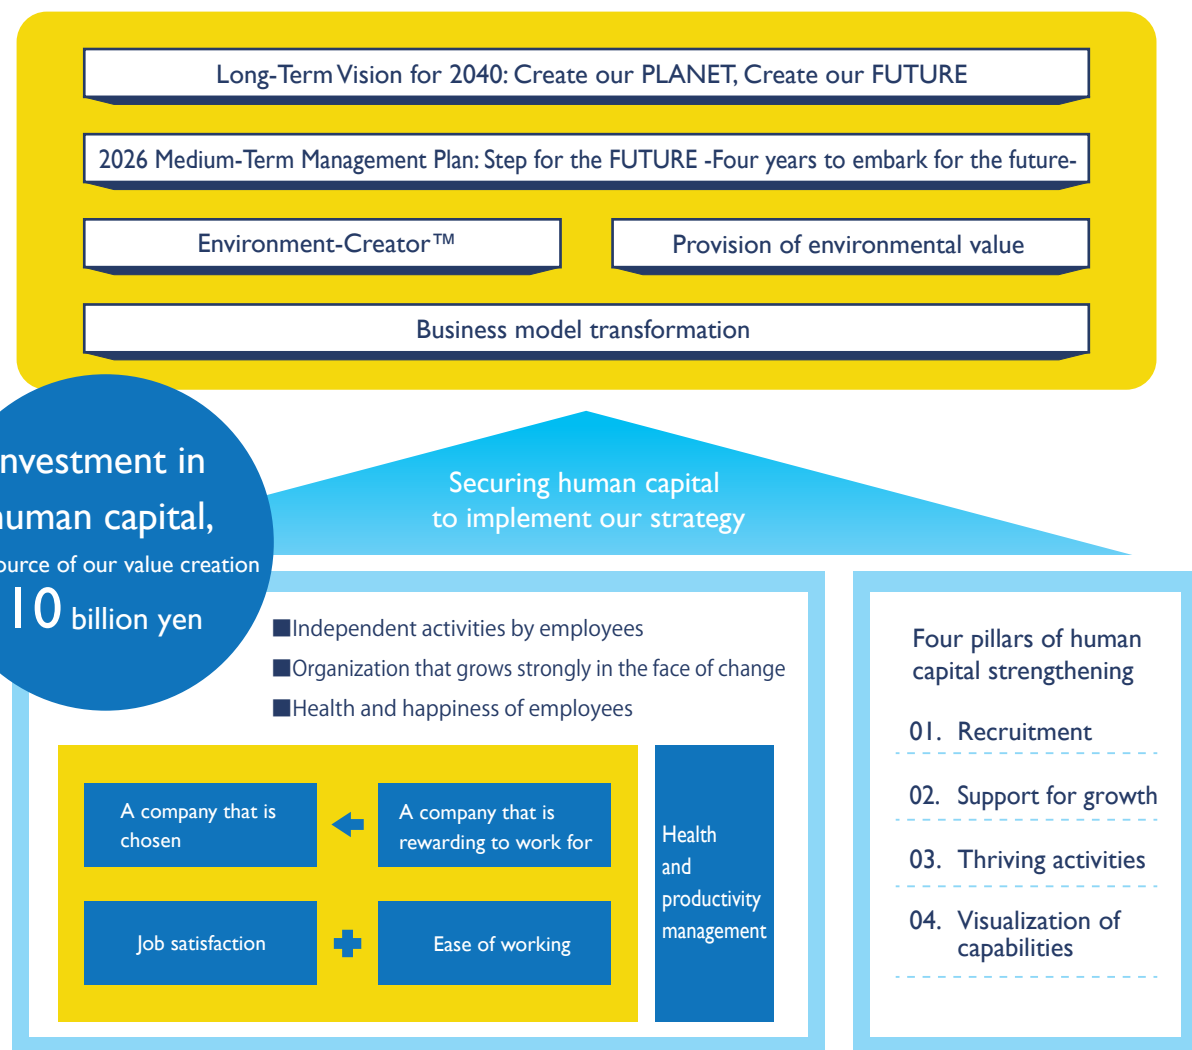 Long-Term Vision for 2040: Create our PLANET, Create our FUTURE
2026 Medium-Term Management Plan: Step for the FUTURE -Four years to embark for the future-
Environment-Creator™
Provision of environmental value
Business model transformation
nvestment in
uman capital,
ource of our value creation
10 billion yen
Securing human capital
to implement our strategy
■Independent activities by employees
■Organization that grows strongly in the face of change
■Health and happiness of employees
A company that is
chosen
A company that is
rewarding to work for
Job satisfaction
Ease of working
Health
and
productivity
management
Four pillars of human
capital strengthening
01. Recruitment
02. Support for growth
03. Thriving activities
04. Visualization of
capabilities